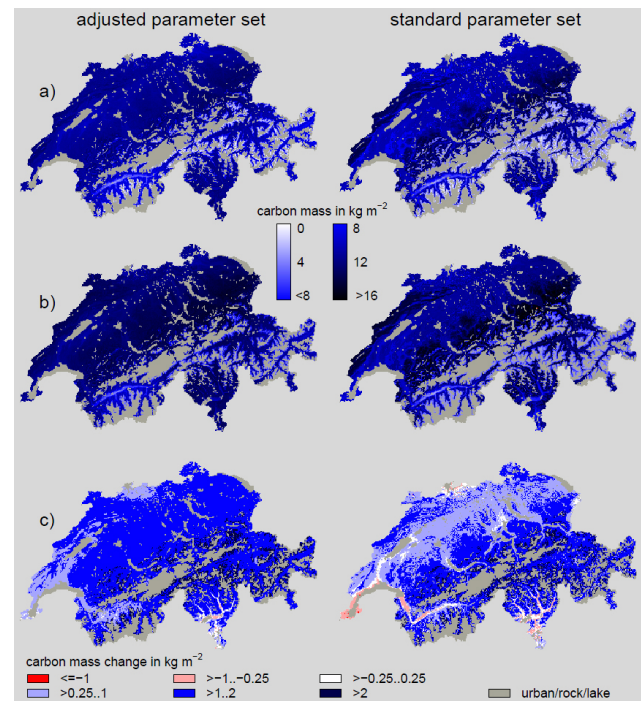 adjusted parameter set standard parameter set
a)
carbon mass in kg m⁻²
0 8
4 12
<8 >16
b)
c)
carbon mass change in kg m⁻²
<=−1 >−1..−0.25 >−0.25..0.25
>0.25..1 >1..2 >2 urban/rock/lake